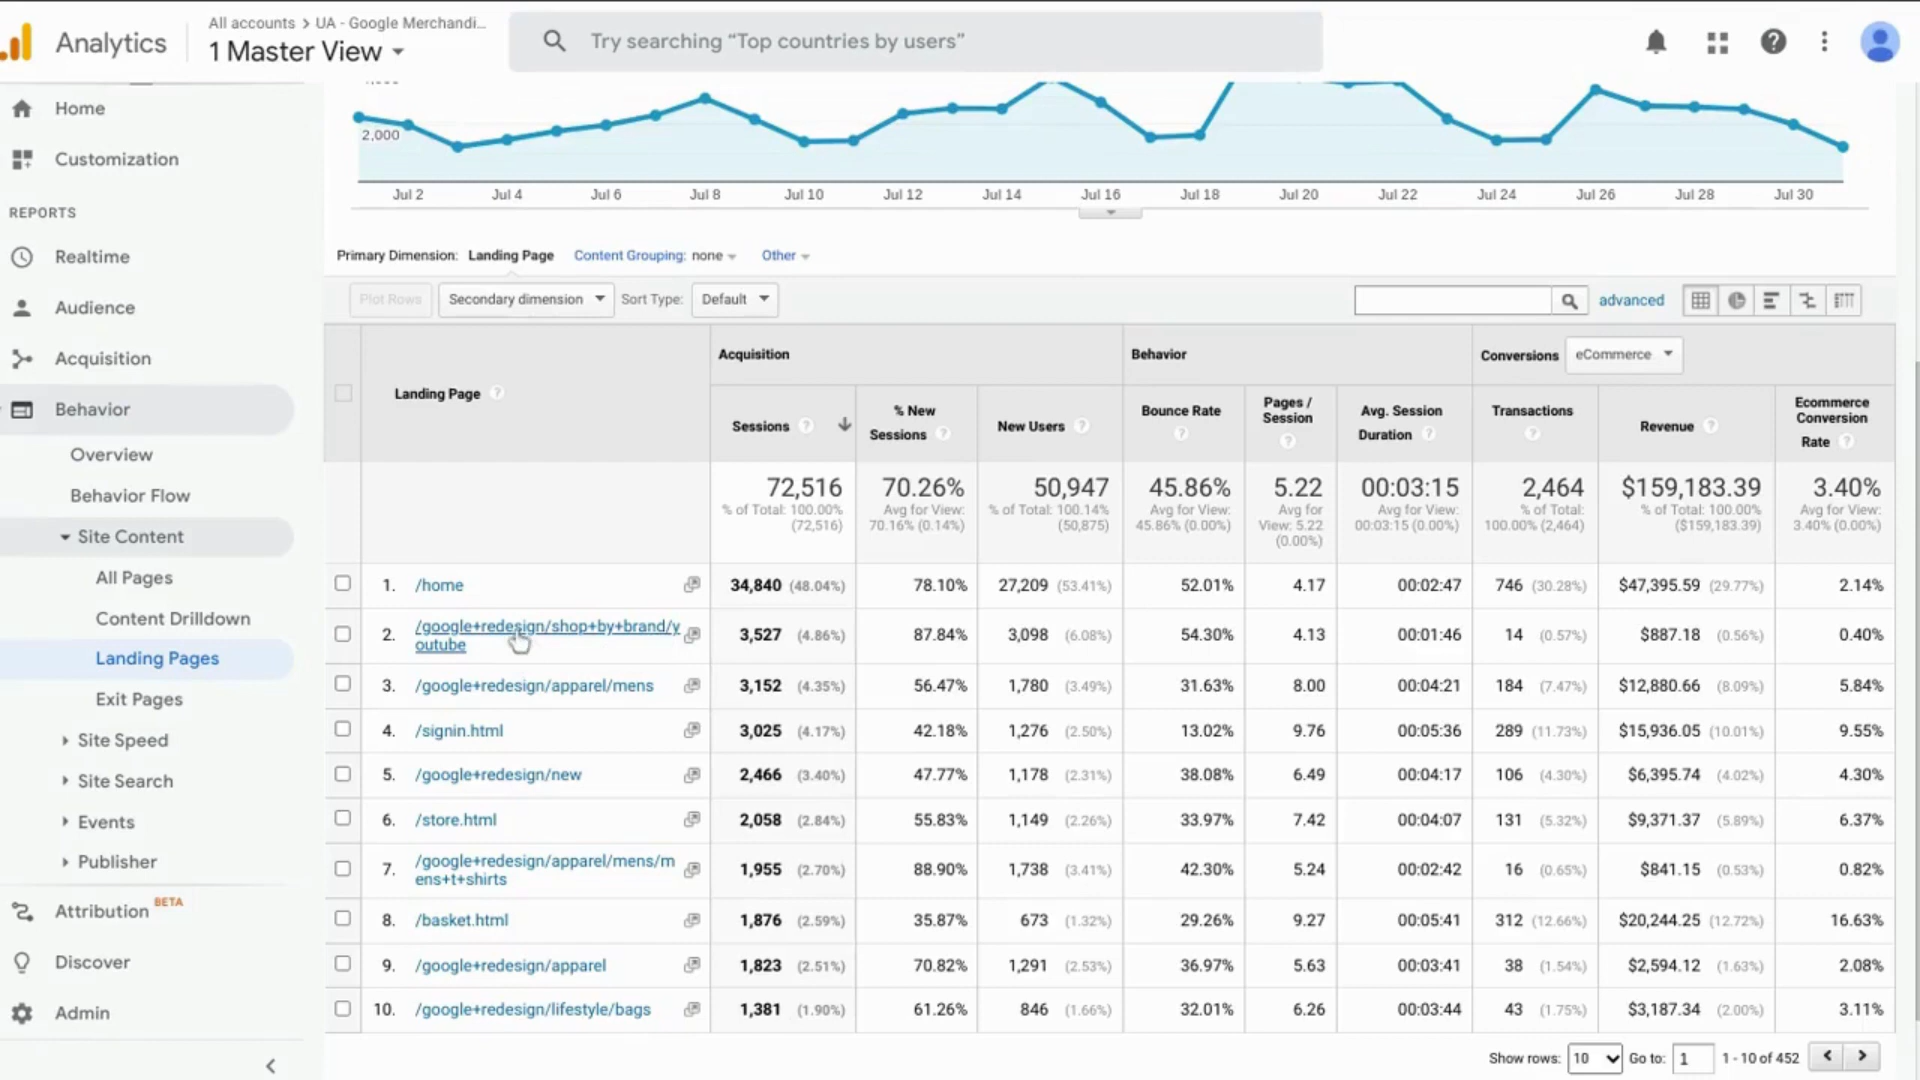 Analytics
All accounts > UA - Google Merchandi...
1 Master View
Try searching “Top countries by users”
Home
Customization
REPORTS
Realtime
Audience
Acquisition
Behavior
Overview
Behavior Flow
Site Content
All Pages
Content Drilldown
Landing Pages
Exit Pages
Site Speed
Site Search
Events
Publisher
Attribution BETA
Discover
Admin
2,000
Jul 2 Jul 4 Jul 6 Jul 8 Jul 10 Jul 12 Jul 14 Jul 16 Jul 18 Jul 20 Jul 22 Jul 24 Jul 26 Jul 28 Jul 30
Primary Dimension: Landing Page Content Grouping: none Other
Plot Rows Secondary dimension Sort Type: Default advanced
Acquisition Behavior Conversions eCommerce
Landing Page ?
Sessions ?
% New
Sessions ?
New Users ?
Bounce Rate
?
Pages /
Session
?
Avg. Session
Duration ?
Transactions
?
Revenue ?
Ecommerce
Conversion
Rate ?
72,516
% of Total: 100.00%
(72,516)
70.26%
Avg for View:
70.16% (0.14%)
50,947
% of Total: 100.14%
(50,875)
45.86%
Avg for View:
45.86% (0.00%)
5.22
Avg for
View: 5.22
(0.00%)
00:03:15
Avg for View:
00:03:15 (0.00%)
2,464
% of Total:
100.00% (2,464)
$159,183.39
% of Total: 100.00%
($159,183.39)
3.40%
Avg for View:
3.40% (0.00%)
1. /home 34,840 (48.04%) 78.10% 27,209 (53.41%) 52.01% 4.17 00:02:47 746 (30.28%) $47,395.59 (29.77%) 2.14%
2. /google+redesign/shop+by+brand/y
outube 3,527 (4.86%) 87.84% 3,098 (6.08%) 54.30% 4.13 00:01:46 14 (0.57%) $887.18 (0.56%) 0.40%
3. /google+redesign/apparel/mens 3,152 (4.35%) 56.47% 1,780 (3.49%) 31.63% 8.00 00:04:21 184 (7.47%) $12,880.66 (8.09%) 5.84%
4. /signin.html 3,025 (4.17%) 42.18% 1,276 (2.50%) 13.02% 9.76 00:05:36 289 (11.73%) $15,936.05 (10.01%) 9.55%
5. /google+redesign/new 2,466 (3.40%) 47.77% 1,178 (2.31%) 38.08% 6.49 00:04:17 106 (4.30%) $6,395.74 (4.02%) 4.30%
6. /store.html 2,058 (2.84%) 55.83% 1,149 (2.26%) 33.97% 7.42 00:04:07 131 (5.32%) $9,371.37 (5.89%) 6.37%
7. /google+redesign/apparel/mens/m
ens+t+shirts 1,955 (2.70%) 88.90% 1,738 (3.41%) 42.30% 5.24 00:02:42 16 (0.65%) $841.15 (0.53%) 0.82%
8. /basket.html 1,876 (2.59%) 35.87% 673 (1.32%) 29.26% 9.27 00:05:41 312 (12.66%) $20,244.25 (12.72%) 16.63%
9. /google+redesign/apparel 1,823 (2.51%) 70.82% 1,291 (2.53%) 36.97% 5.63 00:03:41 38 (1.54%) $2,594.12 (1.63%) 2.08%
10. /google+redesign/lifestyle/bags 1,381 (1.90%) 61.26% 846 (1.66%) 32.01% 6.26 00:03:44 43 (1.75%) $3,187.34 (2.00%) 3.11%
Show rows: 10 Go to: 1 1 - 10 of 452